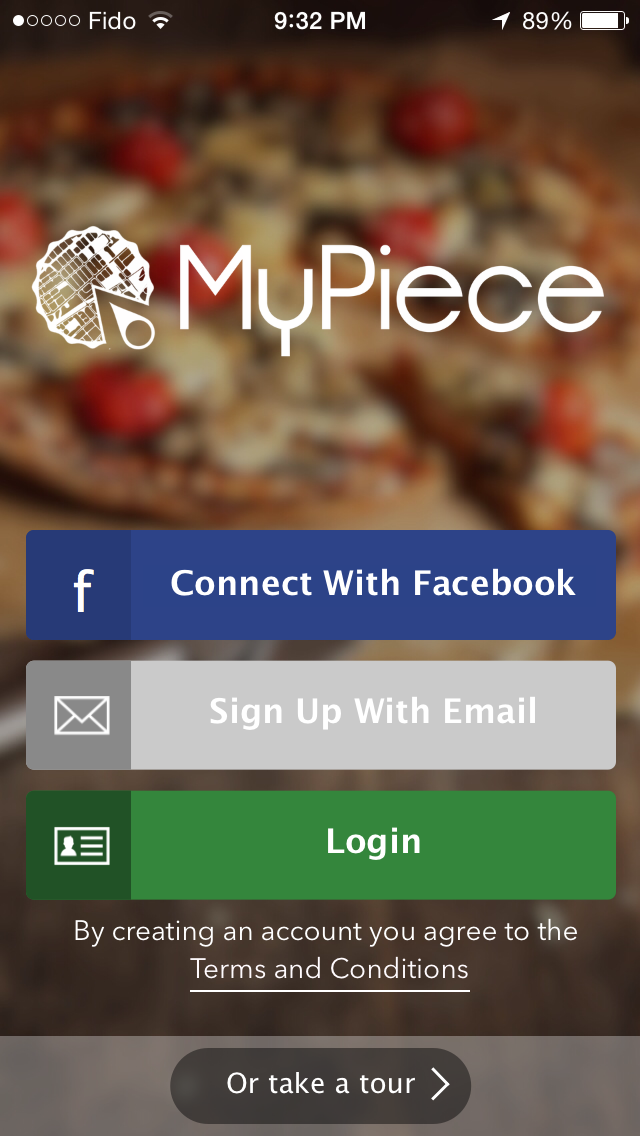 Fido 9:32 PM 89%
MyPiece
f Connect With Facebook
Sign Up With Email
Login
By creating an account you agree to the
Terms and Conditions
Or take a tour